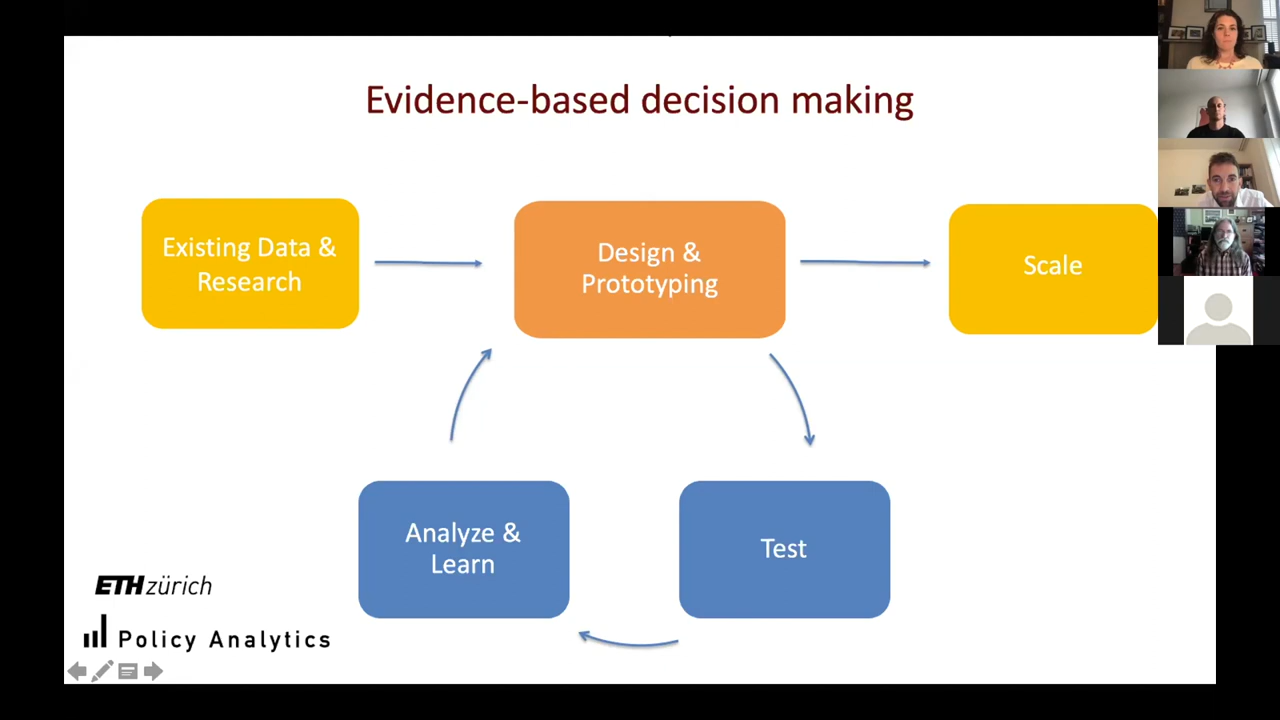 Evidence-based decision making
Existing Data &
Research
Design &
Prototyping
Scale
Analyze &
Learn
Test
ETH zürich
Policy Analytics